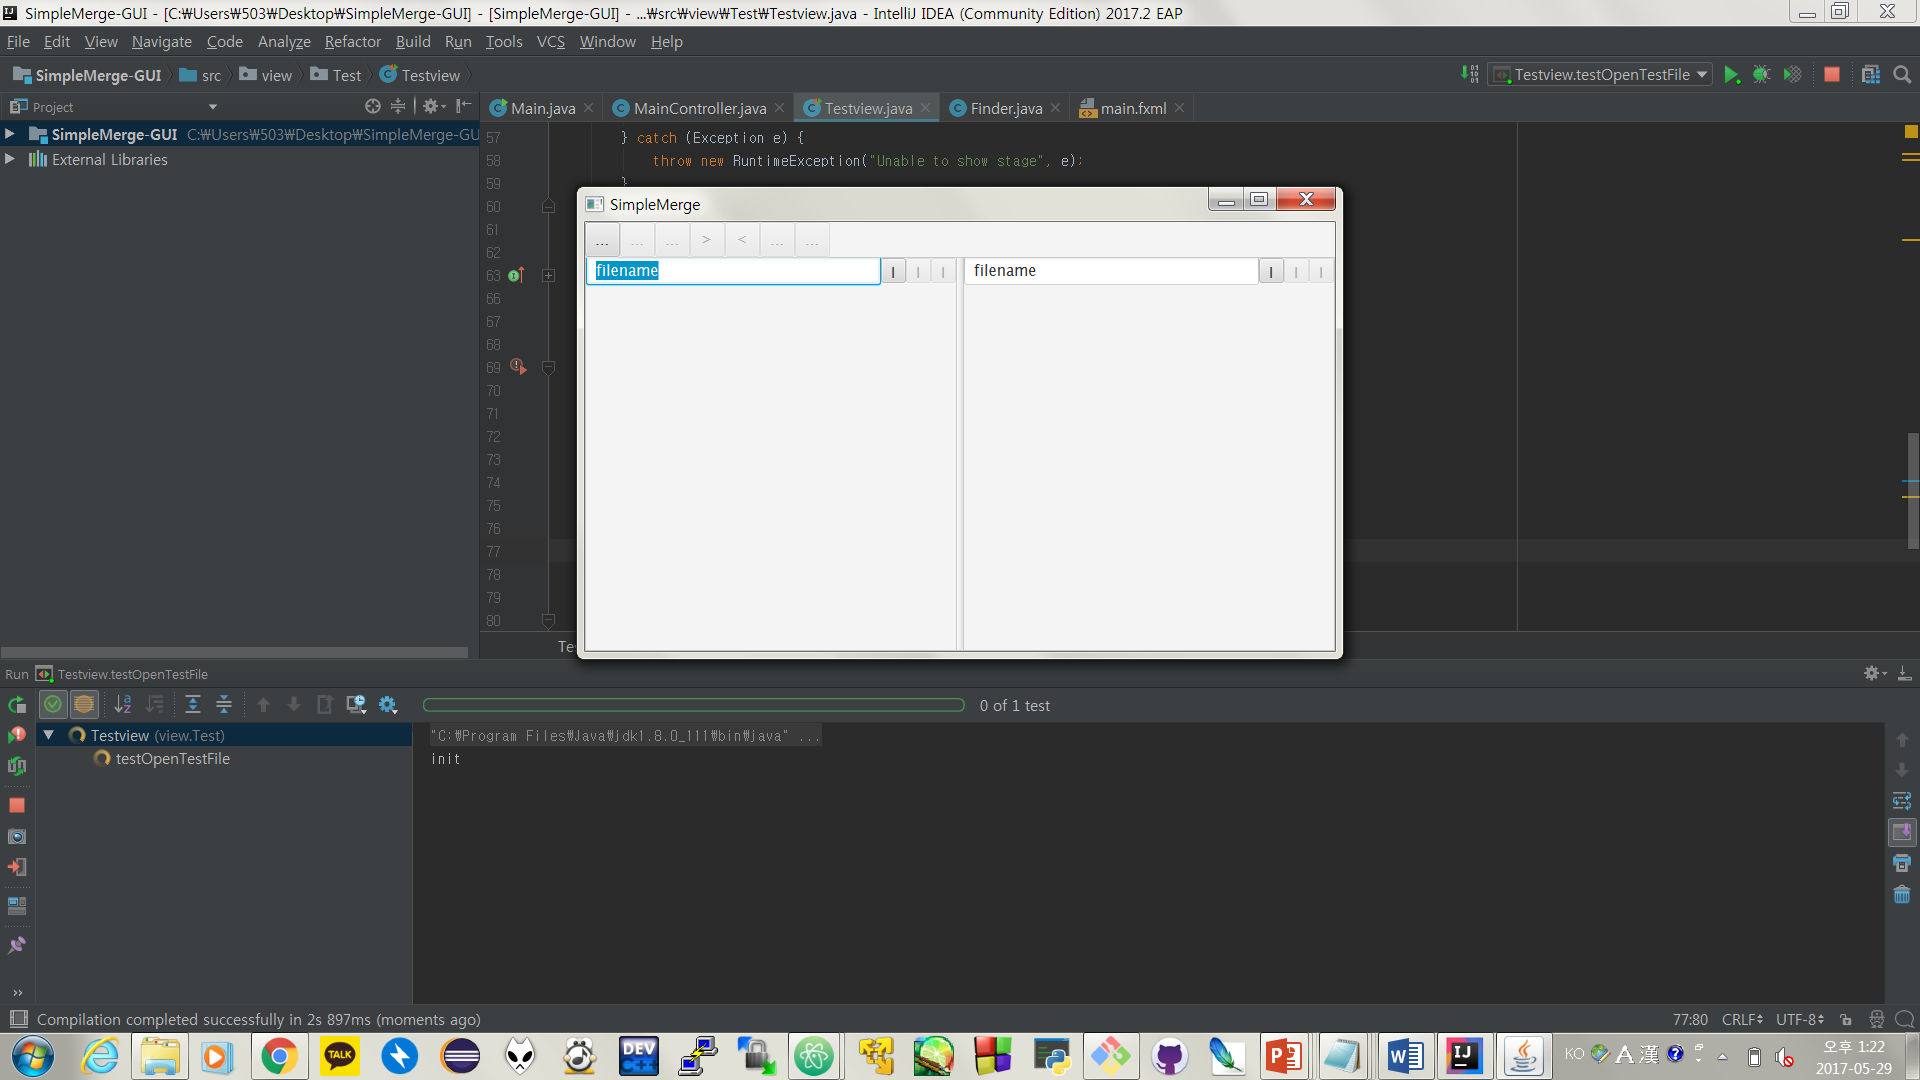 SimpleMerge-GUI - [C:₩Users₩503₩Desktop₩SimpleMerge-GUI] - [SimpleMerge-GUI] - ...₩src₩view₩Test₩Testview.java - IntelliJ IDEA (Community Edition) 2017.2 EAP
File Edit View Navigate Code Analyze Refactor Build Run Tools VCS Window Help
SimpleMerge-GUI src view Test Testview
Testview.testOpenTestFile
Project
Main.java MainController.java Testview.java Finder.java main.fxml
SimpleMerge-GUI C:₩Users₩503₩Desktop₩SimpleMerge-GU
External Libraries
57 } catch (Exception e) {
58 throw new RuntimeException("Unable to show stage", e);
59 }
60
61
62
63
66
67
68
69
70
71
72
73
74
75
76
77
78
79
80
SimpleMerge
... ... ... > < ... ...
filename | | | filename | | |
Te
Run Testview.testOpenTestFile
0 of 1 test
Testview (view.Test)
testOpenTestFile
"C:₩Program Files₩Java₩jdk1.8.0_111₩bin₩java" ...
init
Compilation completed successfully in 2s 897ms (moments ago)
77:80 CRLF UTF-8
TALK
DEV C++
KO A 漢
오후 1:22
2017-05-29